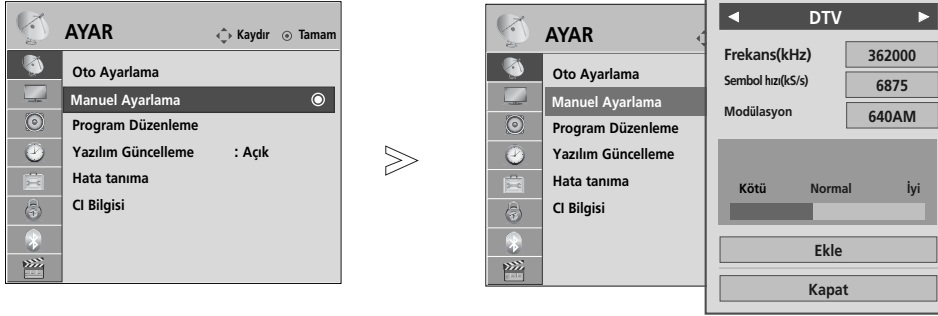 AYAR
Kaydır
Tamam
Oto Ayarlama
Manuel Ayarlama
Program Düzenleme
Yazılım Güncelleme : Açık
Hata tanıma
CI Bilgisi
AYAR
Oto Ayarlama
Manuel Ayarlama
Program Düzenleme
Yazılım Güncelleme
Hata tanıma
CI Bilgisi
DTV
Frekans(kHz) 362000
Sembol hızı(kS/s) 6875
Modülasyon 640AM
Kötü Normal İyi
Ekle
Kapat